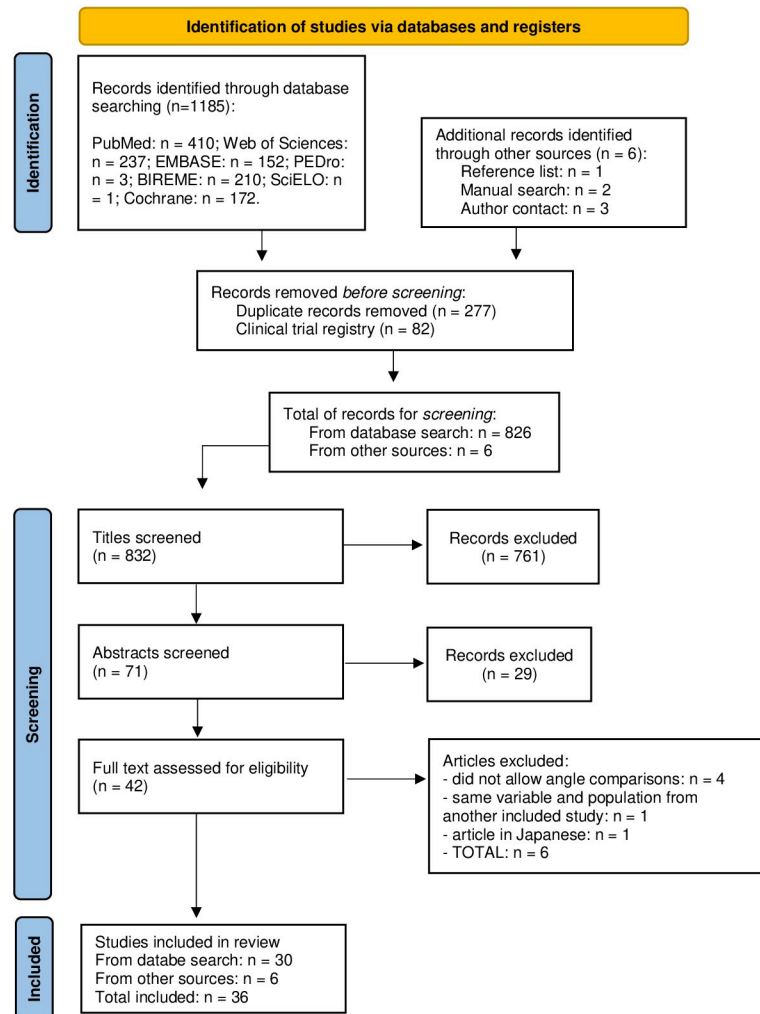 Identification of studies via databases and registers
Identification
Records identified through database
searching (n=1185):
PubMed: n = 410; Web of Sciences:
n = 237; EMBASE: n = 152; PEDro:
n = 3; BIREME: n = 210; SciELO: n
= 1; Cochrane: n = 172.
Additional records identified
through other sources (n = 6):
Reference list: n = 1
Manual search: n = 2
Author contact: n = 3
Records removed before screening:
Duplicate records removed (n = 277)
Clinical trial registry (n = 82)
Total of records for screening:
From database search: n = 826
From other sources: n = 6
Screening
Titles screened
(n = 832)
Records excluded
(n = 761)
Abstracts screened
(n = 71)
Records excluded
(n = 29)
Full text assessed for eligibility
(n = 42)
Articles excluded:
- did not allow angle comparisons: n = 4
- same variable and population from
another included study: n = 1
- article in Japanese: n = 1
- TOTAL: n = 6
Included
Studies included in review
From databe search: n = 30
From other sources: n = 6
Total included: n = 36